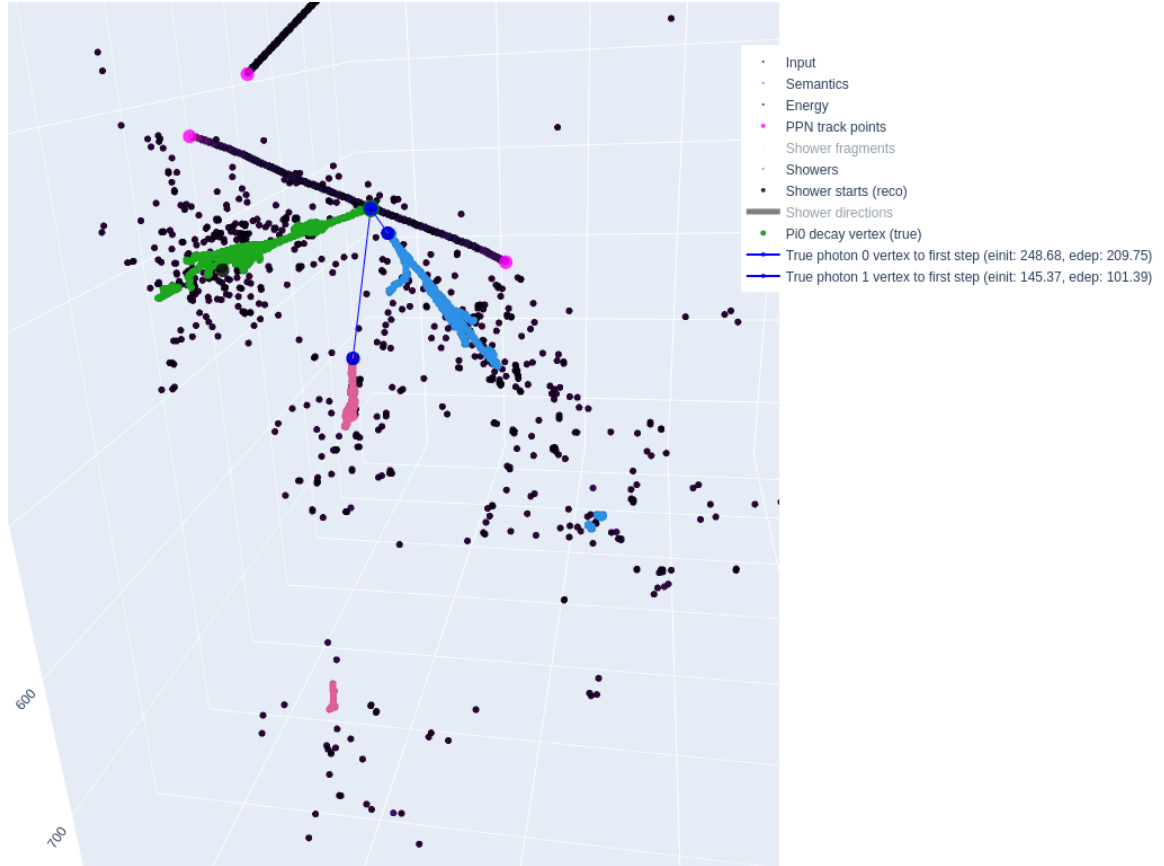 Input
Semantics
Energy
PPN track points
Shower fragments
Showers
Shower starts (reco)
Shower directions
Pi0 decay vertex (true)
True photon 0 vertex to first step (einit: 248.68, edep: 209.75)
True photon 1 vertex to first step (einit: 145.37, edep: 101.39)
600
700